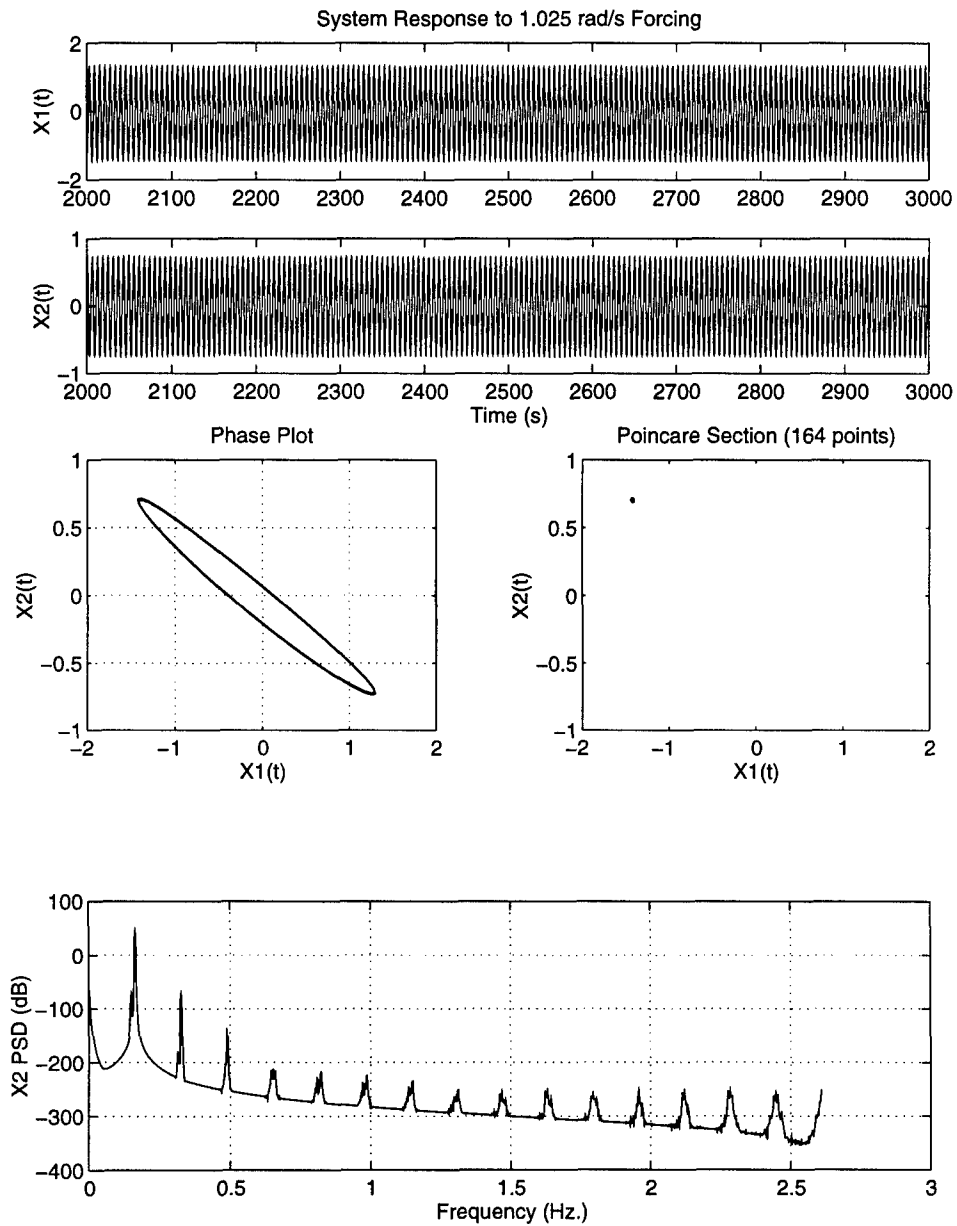 System Response to 1.025 rad/s Forcing
2
0
−2
X1(t)
2000 2100 2200 2300 2400 2500 2600 2700 2800 2900 3000
1
0
−1
X2(t)
2000 2100 2200 2300 2400 2500 2600 2700 2800 2900 3000
Time (s)
Phase Plot
1
0.5
0
−0.5
−1
X2(t)
−2 −1 0 1 2
X1(t)
Poincare Section (164 points)
1
0.5
0
−0.5
−1
X2(t)
−2 −1 0 1 2
X1(t)
100
0
−100
−200
−300
−400
X2 PSD (dB)
0 0.5 1 1.5 2 2.5 3
Frequency (Hz.)